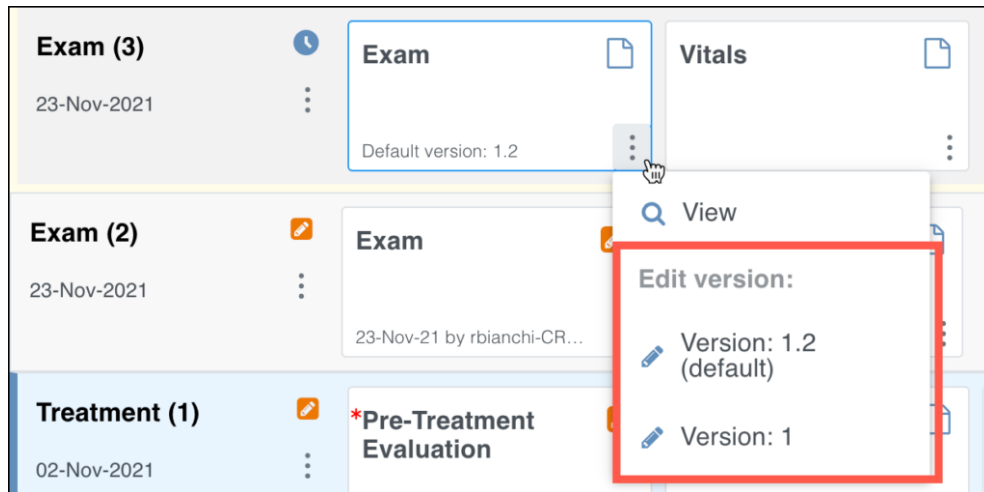 Exam (3)
23-Nov-2021
Exam
Default version: 1.2
Vitals
View
Edit version:
Version: 1.2
(default)
Version: 1
Exam (2)
23-Nov-2021
Exam
23-Nov-21 by rbianchi-CR...
Treatment (1)
02-Nov-2021
*Pre-Treatment
Evaluation